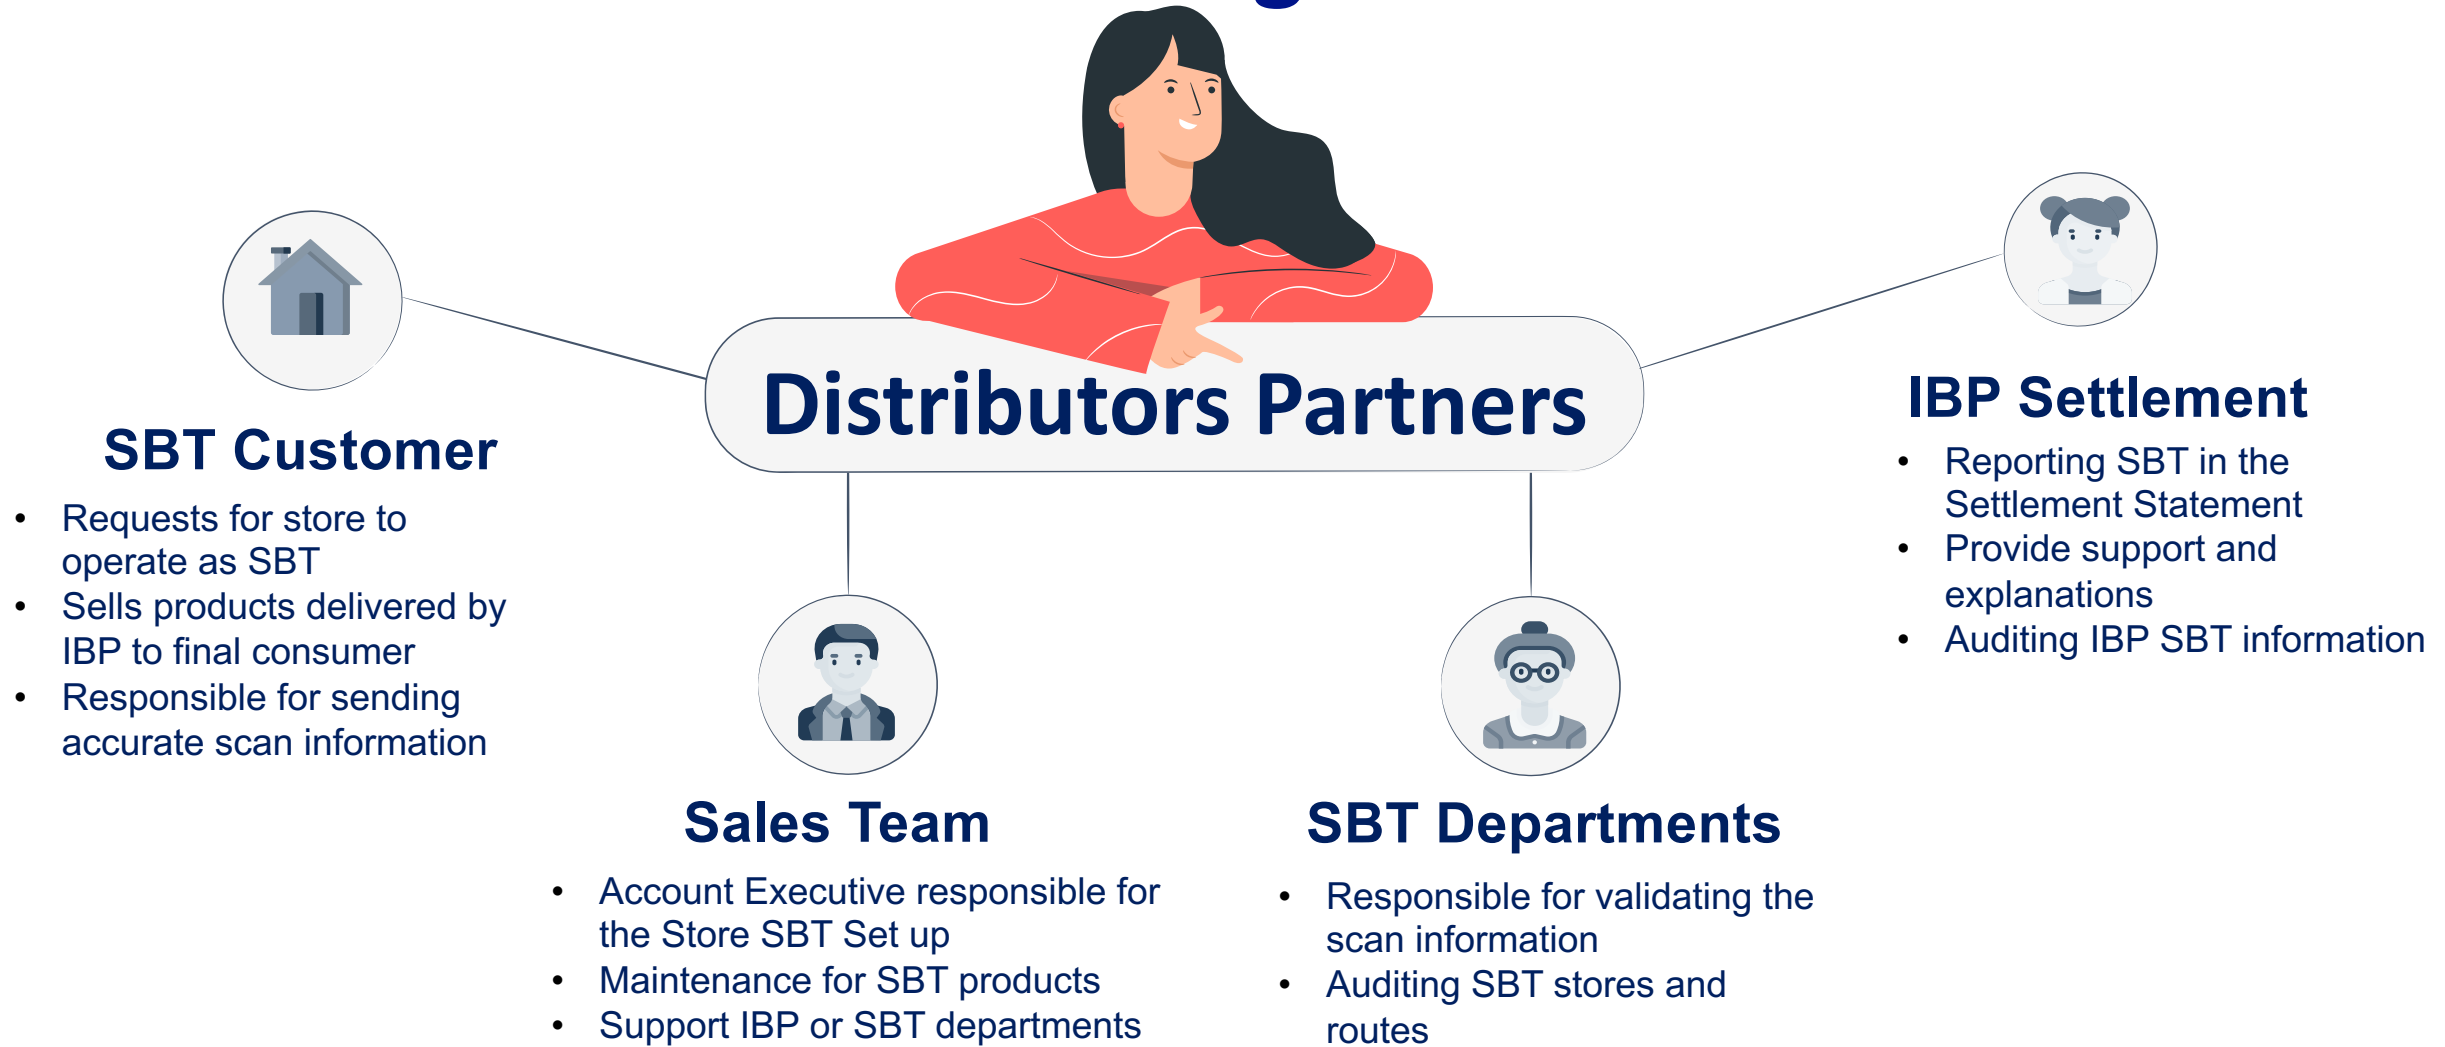 Distributors Partners
SBT Customer
• Requests for store to
operate as SBT
• Sells products delivered by
IBP to final consumer
• Responsible for sending
accurate scan information
Sales Team
• Account Executive responsible for
the Store SBT Set up
• Maintenance for SBT products
• Support IBP or SBT departments
SBT Departments
• Responsible for validating the
scan information
• Auditing SBT stores and
routes
IBP Settlement
• Reporting SBT in the
Settlement Statement
• Provide support and
explanations
• Auditing IBP SBT information